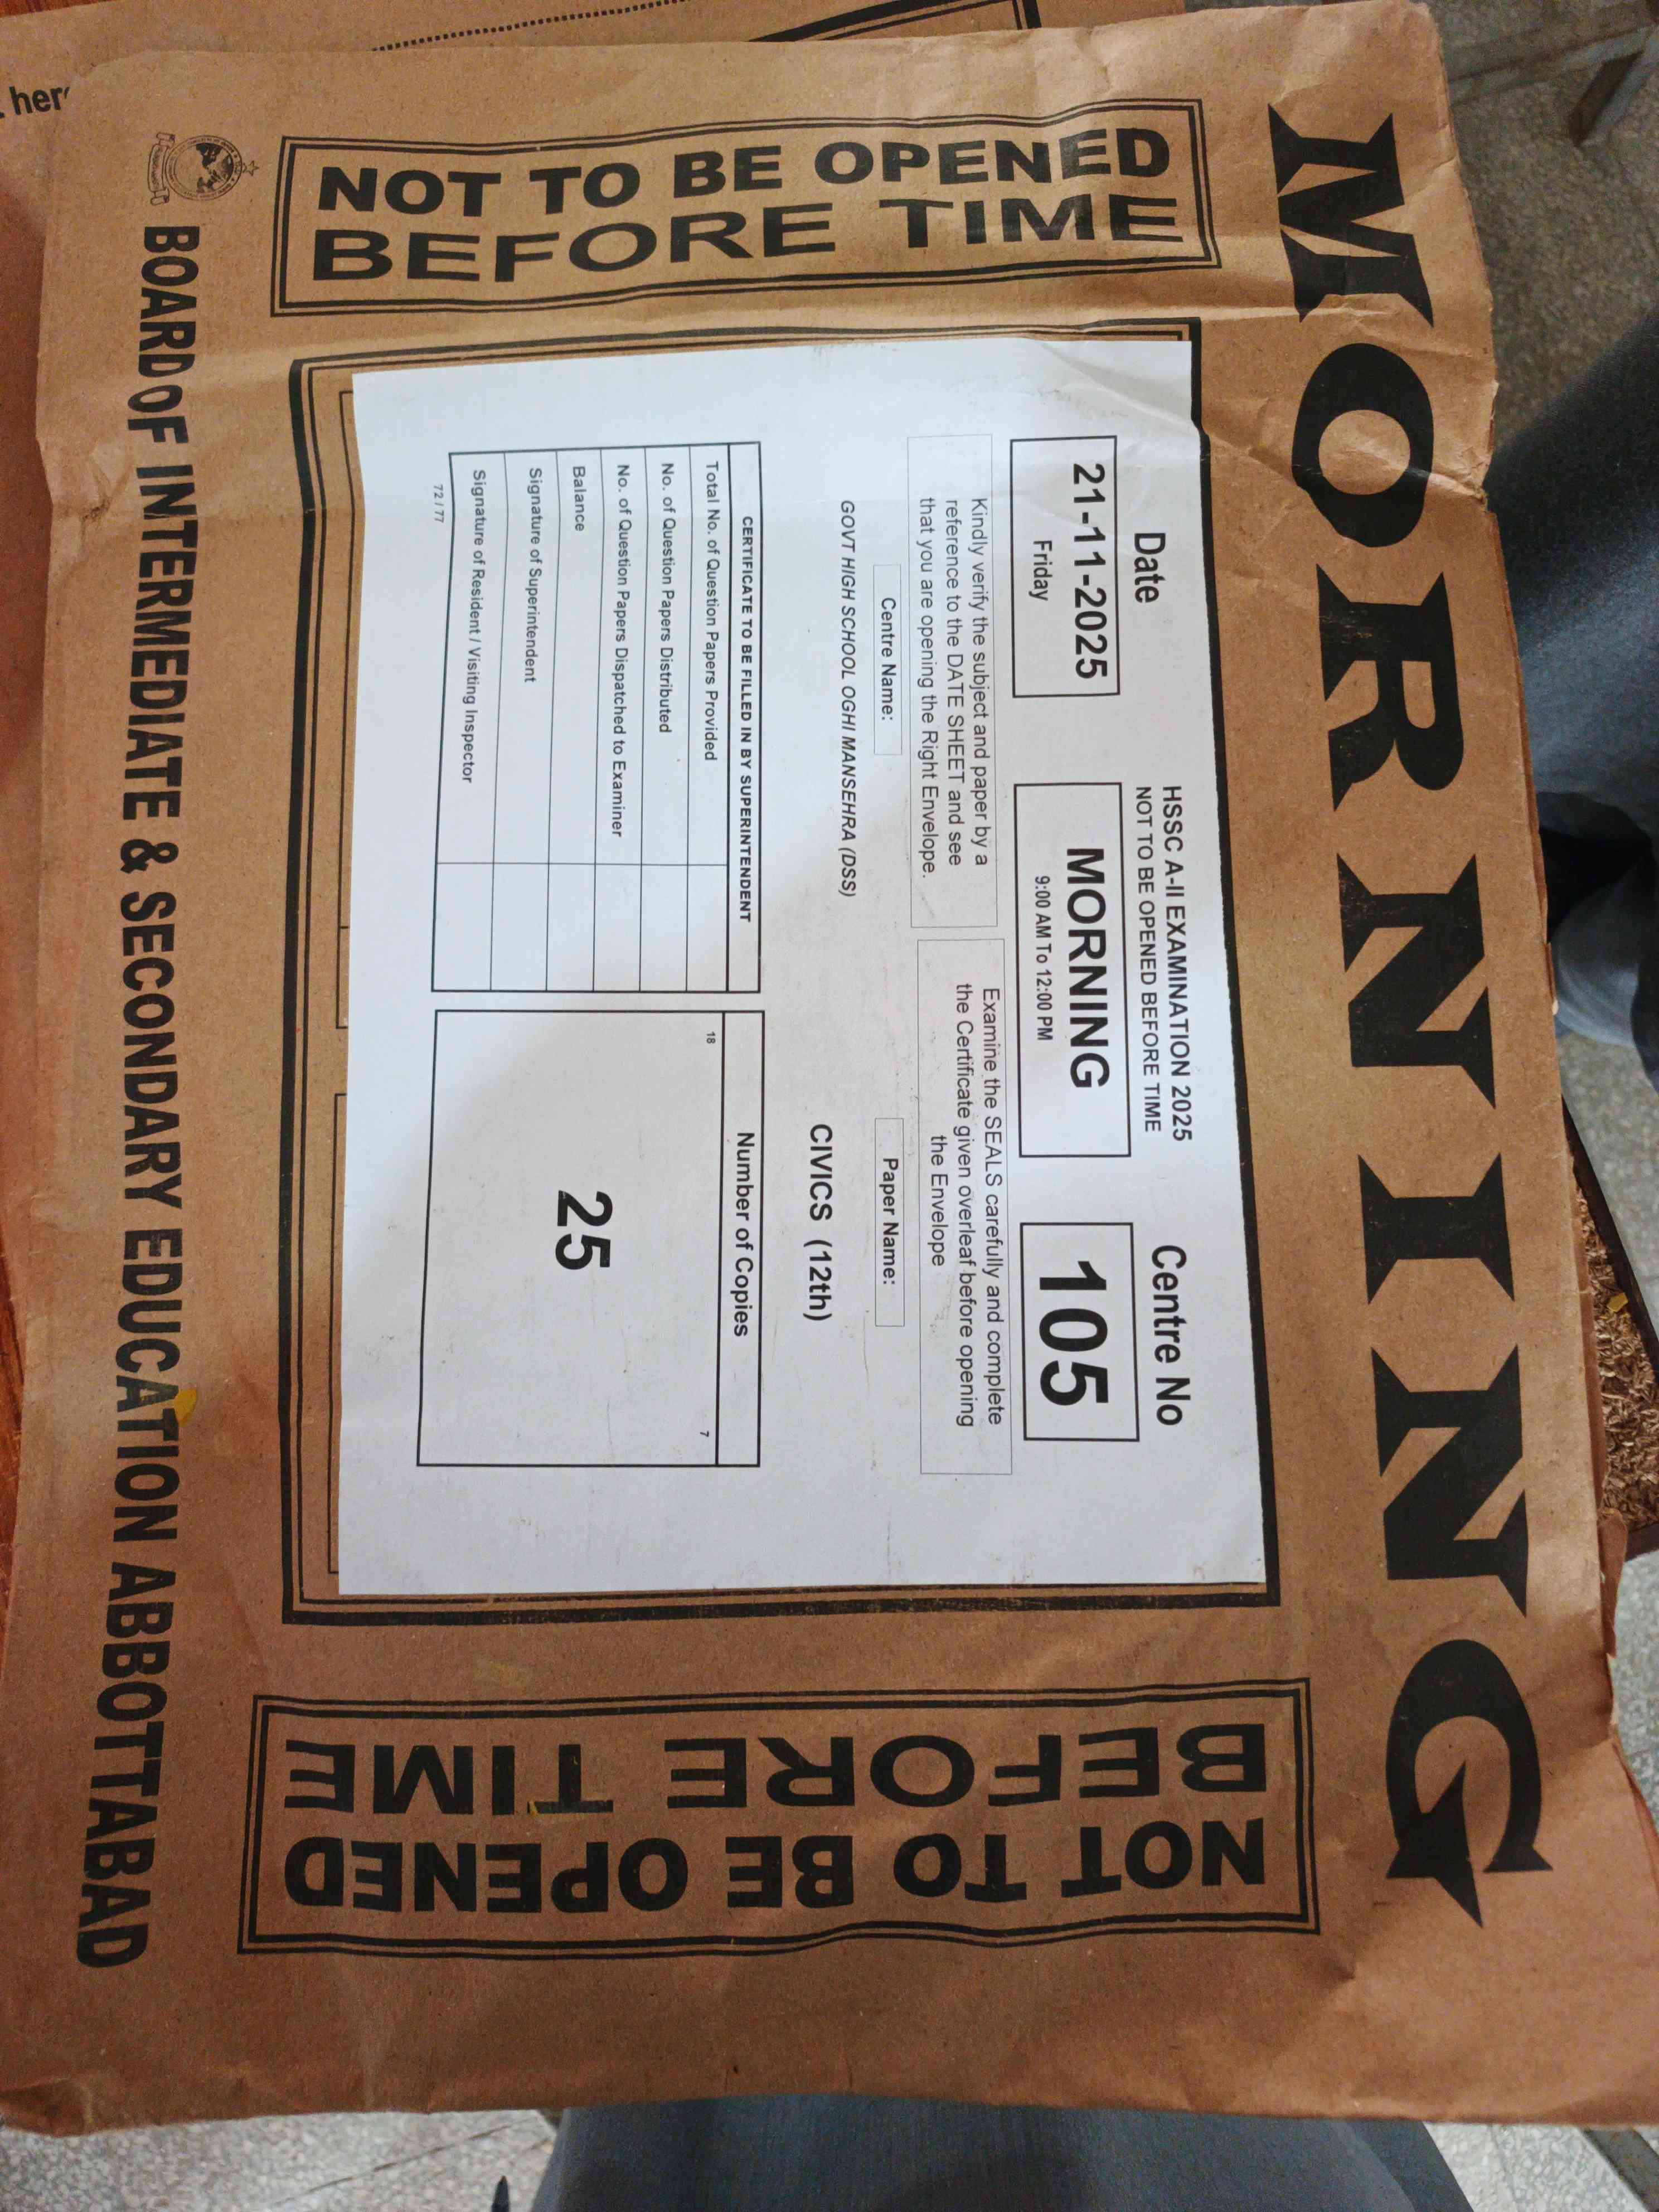 her
MORNING
NOT TO BE OPENED
BEFORE TIME
HSSC A-II EXAMINATION 2025
NOT TO BE OPENED BEFORE TIME
Date
Centre No
21-11-2025
Friday
MORNING
9:00 AM To 12:00 PM
105
Kindly verify the subject and paper by a
reference to the DATE SHEET and see
that you are opening the Right Envelope.
Examine the SEALS carefully and complete
the Certificate given overleaf before opening
the Envelope
Centre Name:
Paper Name:
GOVT HIGH SCHOOL OGHI MANSEHRA (DSS)
CIVICS (12th)
CERTIFICATE TO BE FILLED IN BY SUPERINTENDENT
Total No. of Question Papers Provided
No. of Question Papers Distributed
No. of Question Papers Dispatched to Examiner
Balance
Signature of Superintendent
Signature of Resident / Visiting Inspector
72 / 77
Number of Copies
18
7
25
NOT TO BE OPENED
BEFORE TIME
BOARD OF INTERMEDIATE & SECONDARY EDUCATION ABBOTTABAD